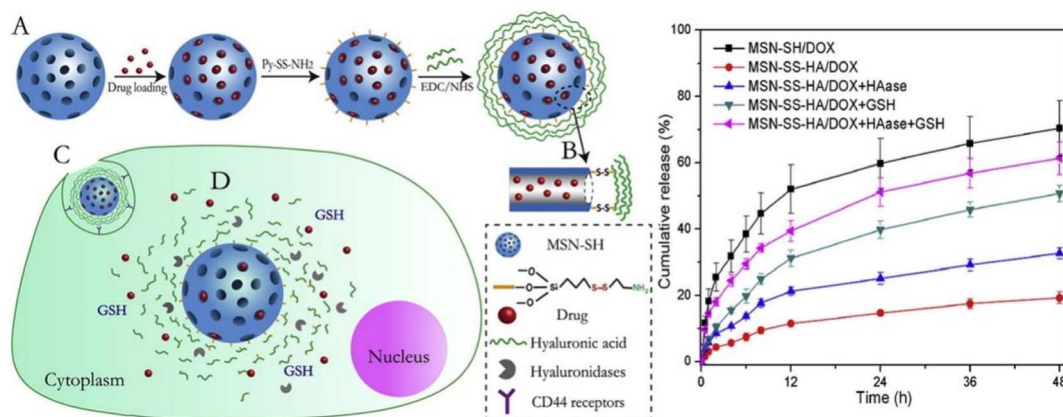 A
Drug loading
Py-SS-NH2
EDC/NHS
B
S-S
S-S
C
D
GSH
GSH
GSH
GSH
Nucleus
Cytoplasm
MSN-SH
O
O Si S-S NH2
O
Drug
Hyaluronic acid
Hyaluronidases
CD44 receptors
MSN-SH/DOX
MSN-SS-HA/DOX
MSN-SS-HA/DOX+HAase
MSN-SS-HA/DOX+GSH
MSN-SS-HA/DOX+HAase+GSH
Cumulative release (%)
100
80
60
40
20
0
0 12 24 36 48
Time (h)